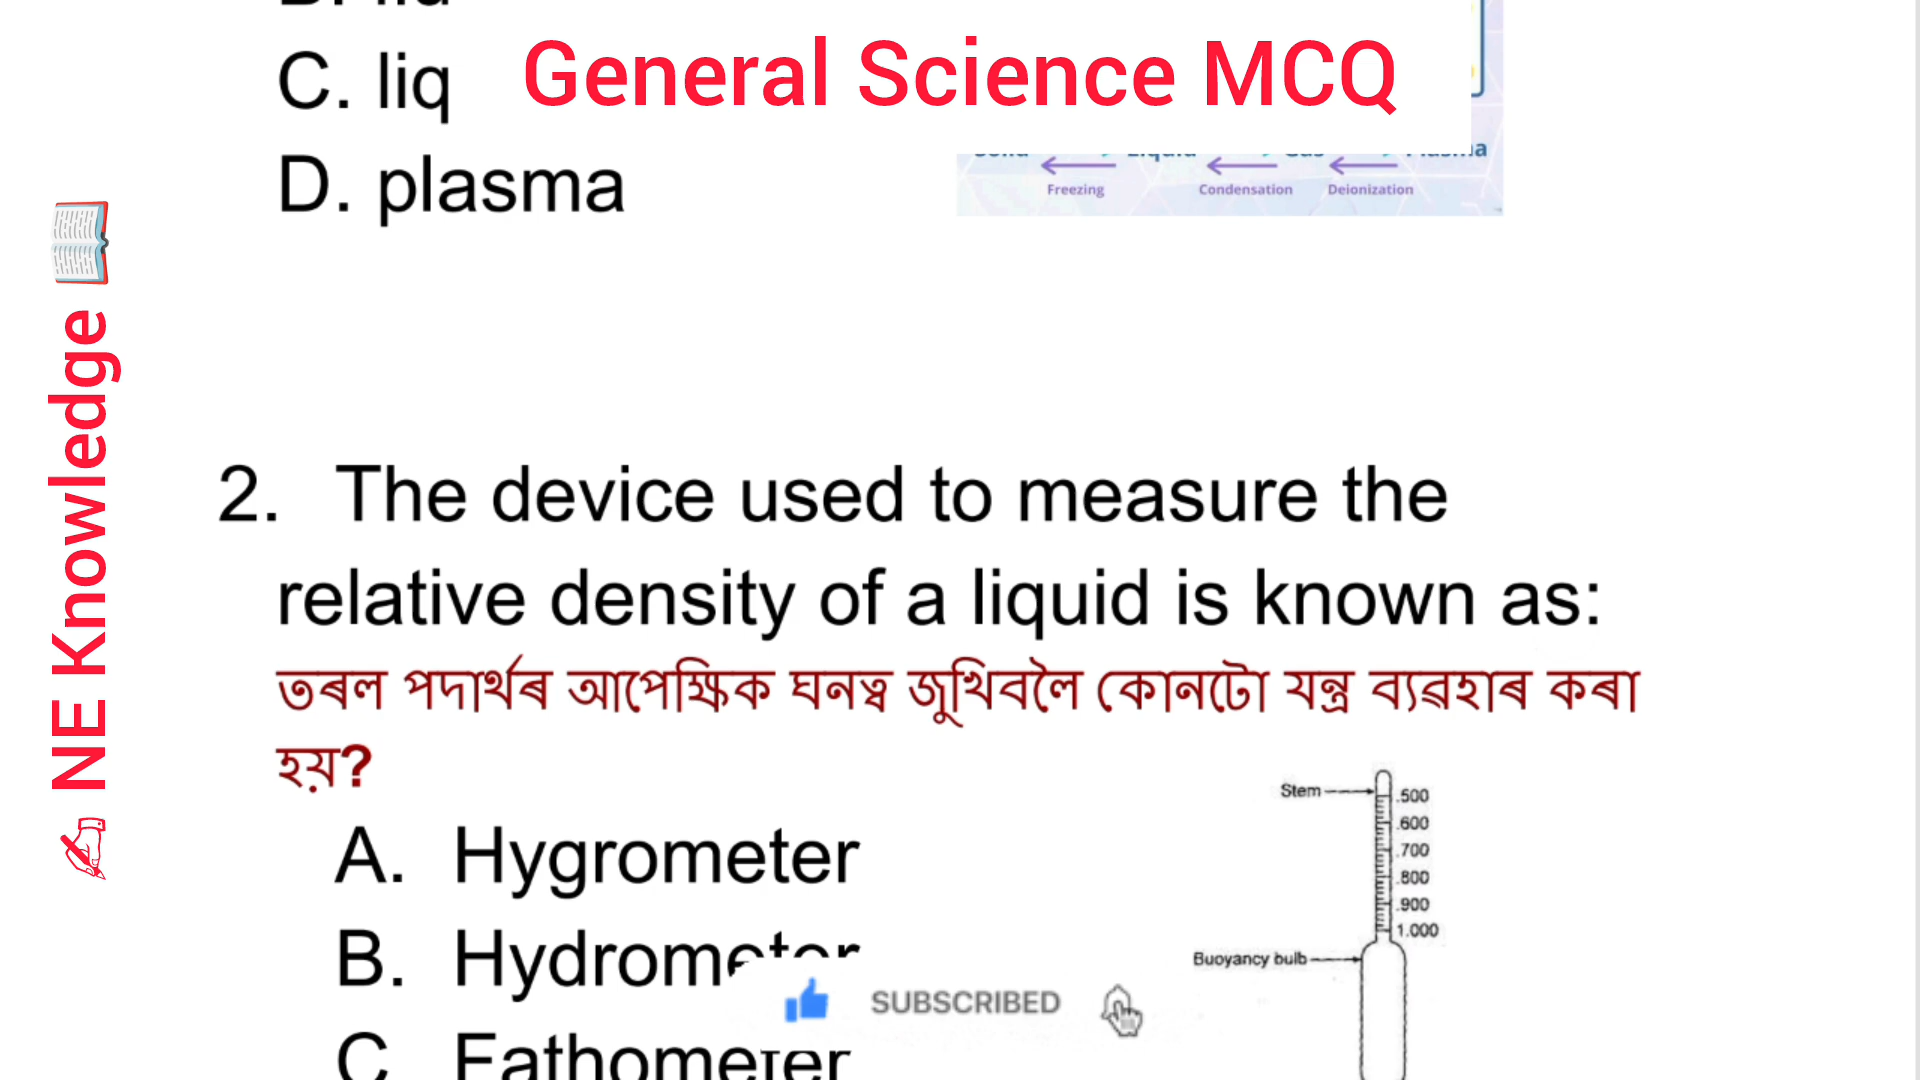 General Science MCQ
C. liq
D. plasma
Freezing
Condensation
Deionization
NE Knowledge
2. The device used to measure the
relative density of a liquid is known as:
তৰল পদাৰ্থৰ আপেক্ষিক ঘনত্ব জুখিবলৈ কোনটো যন্ত্ৰ ব্যৱহাৰ কৰা
হয়?
A. Hygrometer
B. Hydrometer
C Fathometer
Stem
.500
.600
.700
.800
.900
1.000
Buoyancy bulb
SUBSCRIBED